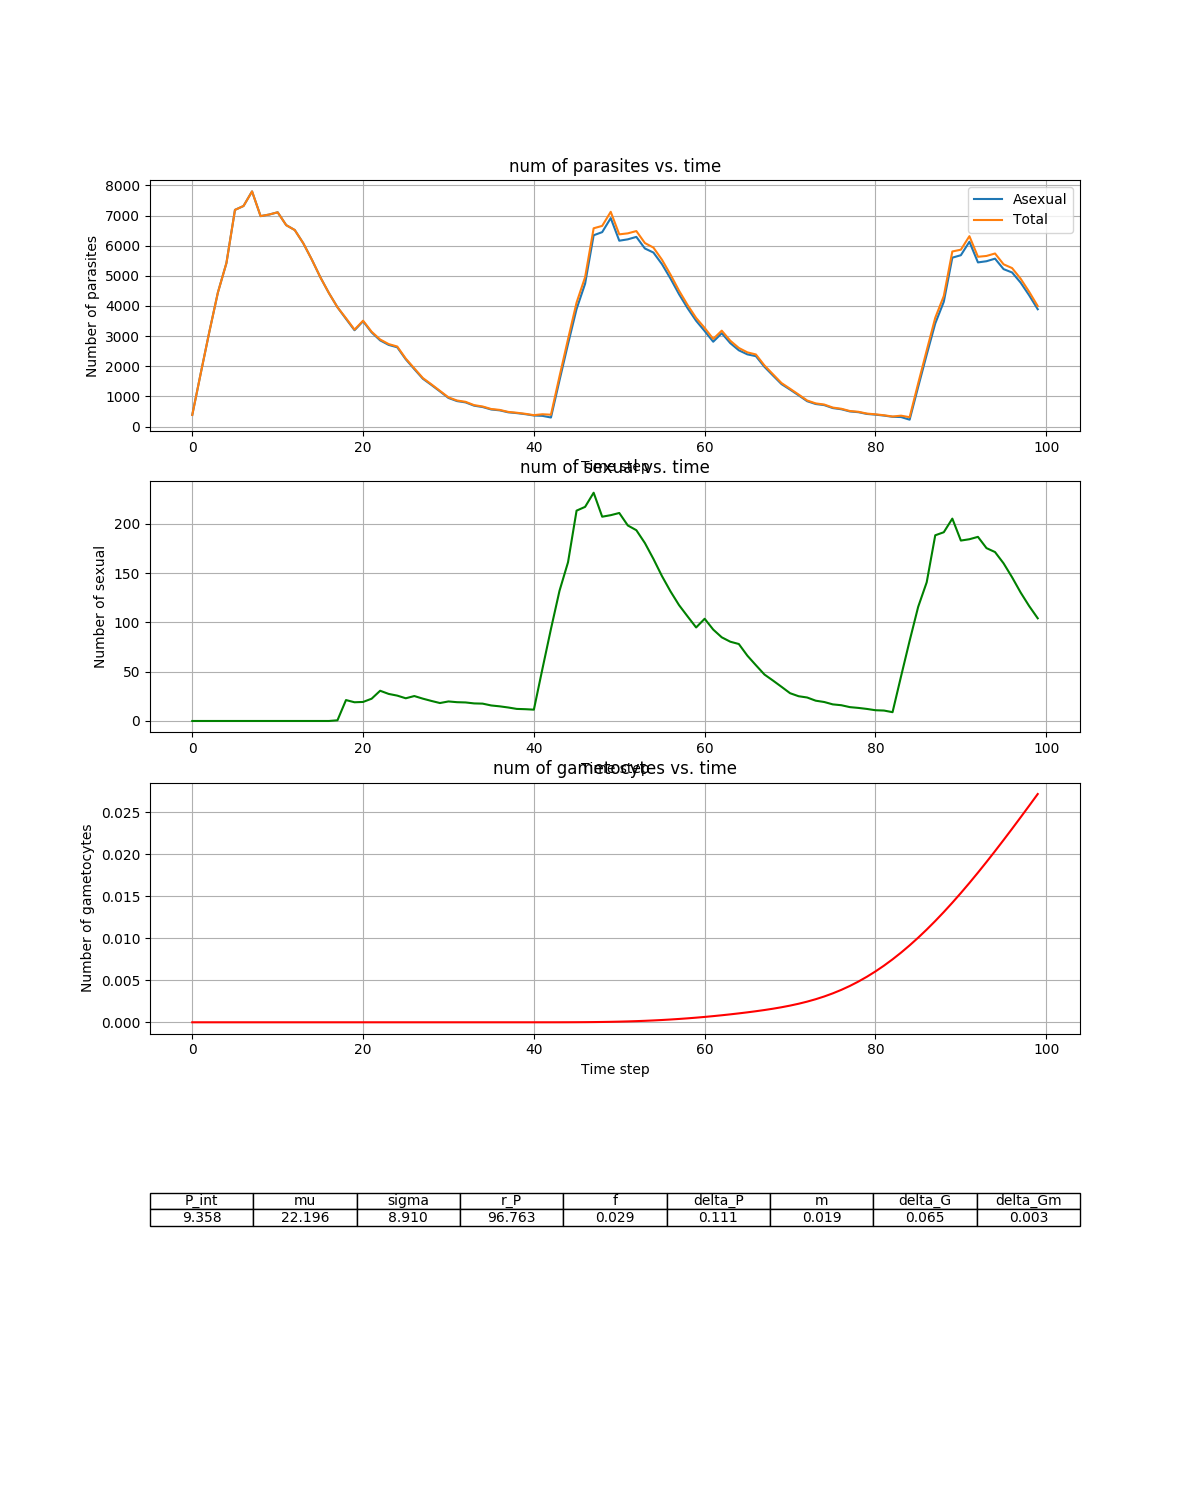 num of parasites vs. time
Number of parasites
8000
7000
6000
5000
4000
3000
2000
1000
0
Asexual
Total
0 20 40 60 80 100
Time step
num of sexual vs. time
Number of sexual
200
150
100
50
0
0 20 40 60 80 100
Time step
num of gametocytes vs. time
Number of gametocytes
0.025
0.020
0.015
0.010
0.005
0.000
0 20 40 60 80 100
Time step
P_int mu sigma r_P f delta_P m delta_G delta_Gm
9.358 22.196 8.910 96.763 0.029 0.111 0.019 0.065 0.003